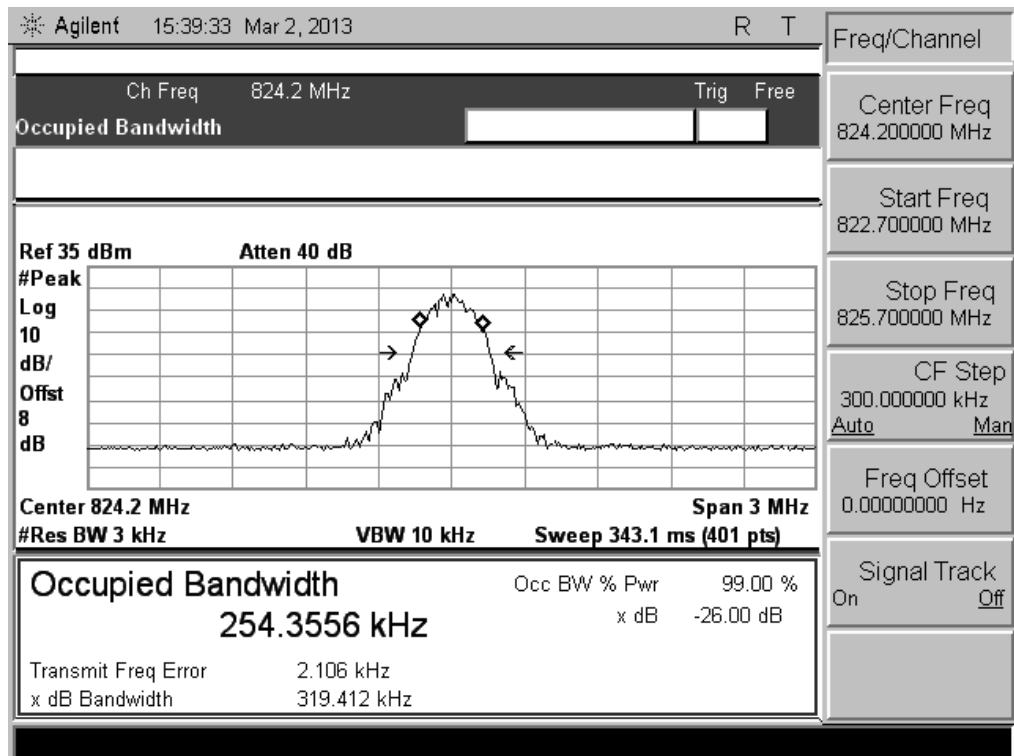 Agilent 15:39:33 Mar 2, 2013 R T
Ch Freq 824.2 MHz Trig Free
Occupied Bandwidth
Ref 35 dBm Atten 40 dB
#Peak
Log
10
dB/
Offst
8
dB
Center 824.2 MHz Span 3 MHz
#Res BW 3 kHz VBW 10 kHz Sweep 343.1 ms (401 pts)
Occupied Bandwidth Occ BW % Pwr 99.00 %
254.3556 kHz x dB -26.00 dB
Transmit Freq Error 2.106 kHz
x dB Bandwidth 319.412 kHz
Freq/Channel
Center Freq
824.200000 MHz
Start Freq
822.700000 MHz
Stop Freq
825.700000 MHz
CF Step
300.000000 kHz
Auto Man
Freq Offset
0.00000000 Hz
Signal Track
On Off